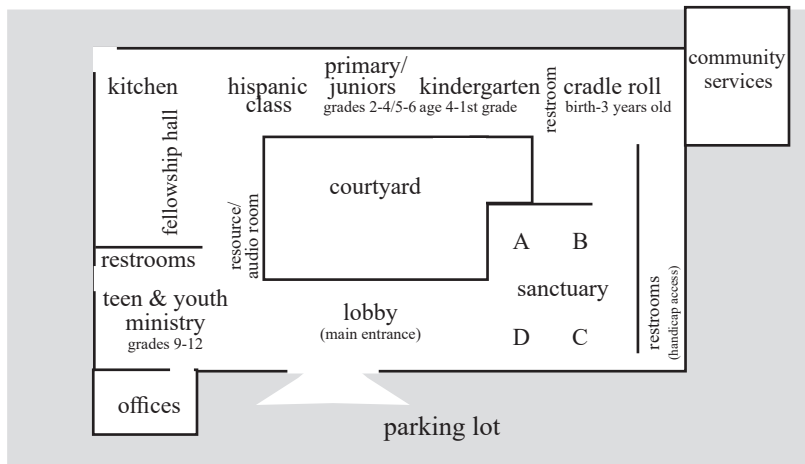 community
services
kitchen
hispanic
class
primary/
juniors
grades 2-4/5-6
kindergarten
age 4-1st grade
restroom
cradle roll
birth-3 years old
fellowship hall
courtyard
resource/
audio room
restrooms
A B
sanctuary
D C
restrooms
(handicap access)
teen & youth
ministry
grades 9-12
lobby
(main entrance)
offices
parking lot